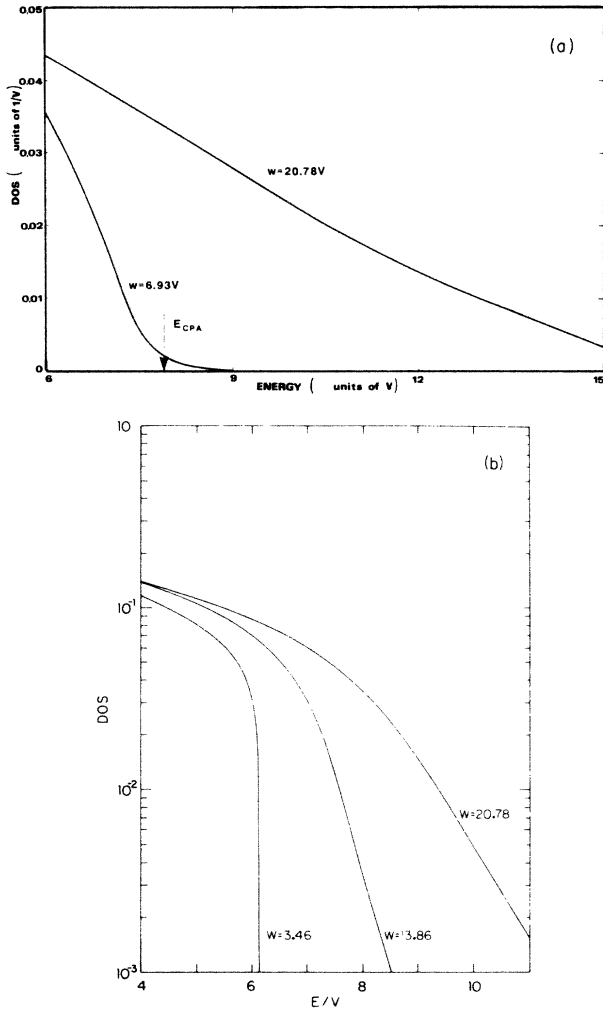 0.05
(a)
0.04
0.03
0.02
0.01
0
DOS ( units of 1/V)
w=20.78V
w=6.93V
E_CPA
6
9
12
15
ENERGY ( units of V)
10
(b)
1
10⁻¹
10⁻²
10⁻³
DOS
W=20.78
W=3.46
W=13.86
4
6
8
10
E/V